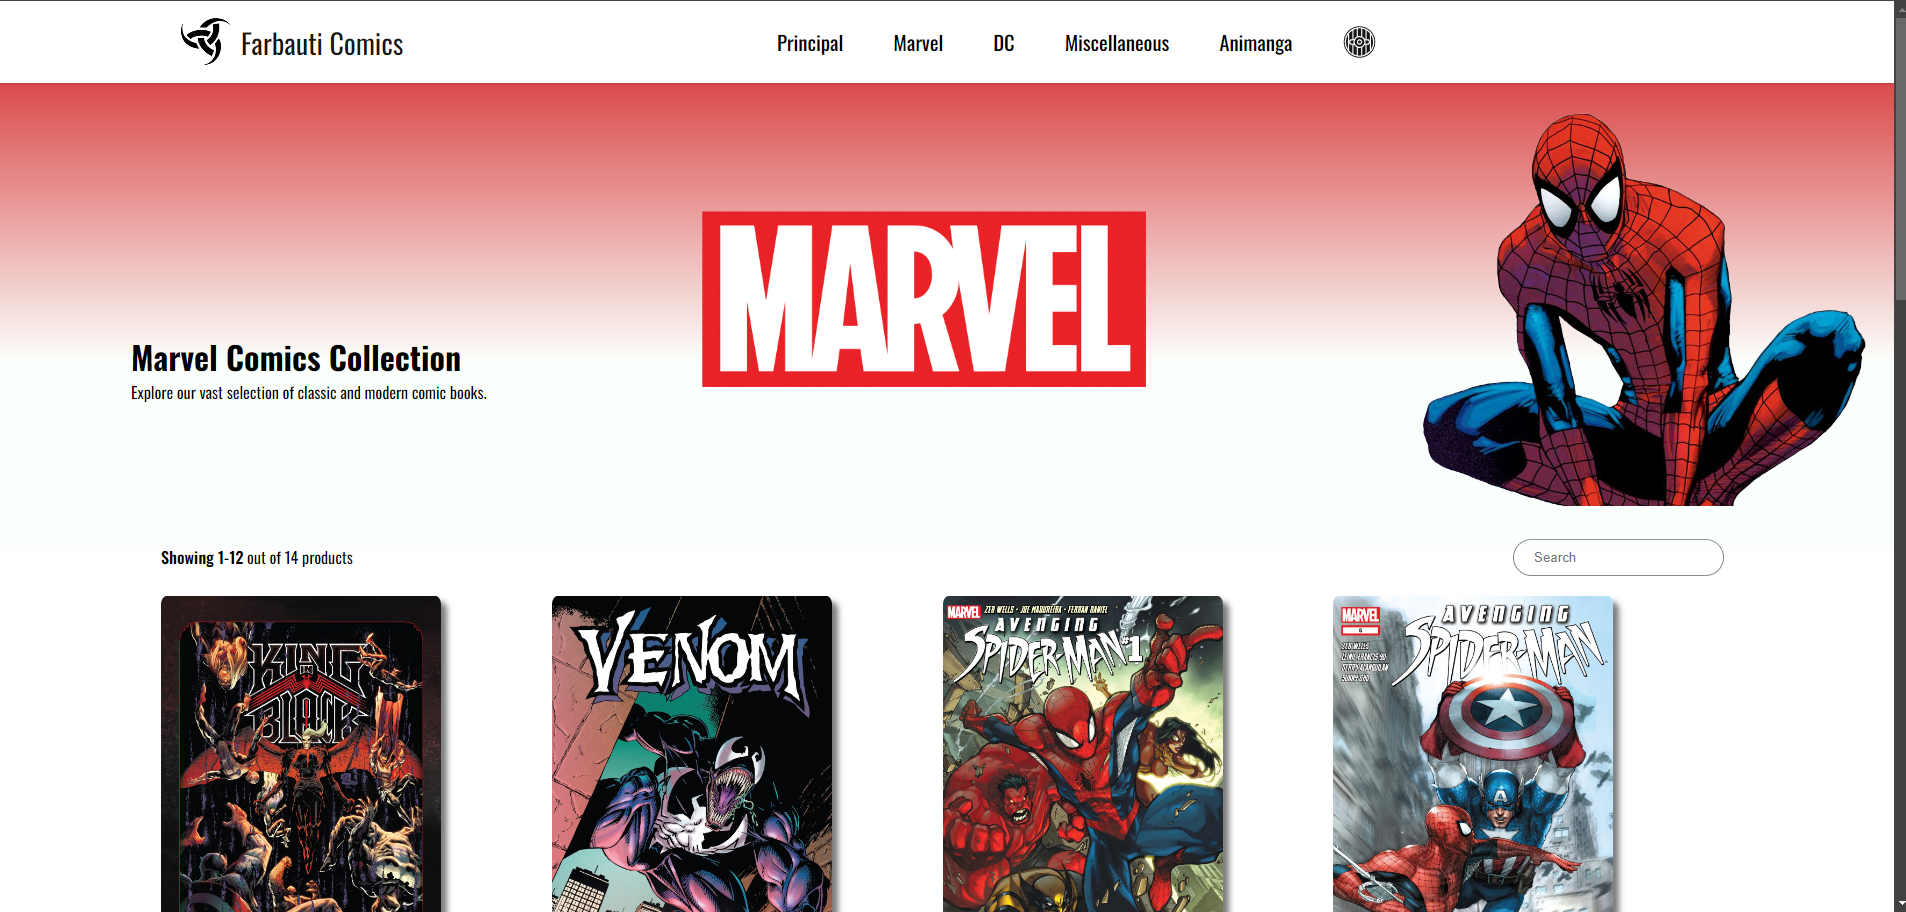 Farbauti Comics
Principal
Marvel
DC
Miscellaneous
Animanga
MARVEL
Marvel Comics Collection
Explore our vast selection of classic and modern comic books.
Showing 1-12 out of 14 products
Search
KING
IN
BLACK
VENOM
MARVEL ZEB WELLS • JOE MADUREIRA • FERRAN DANIEL
AVENGING
SPIDER-MAN #1
MARVEL
AVENGING
SPIDER-MAN
ZEB WELLS
A